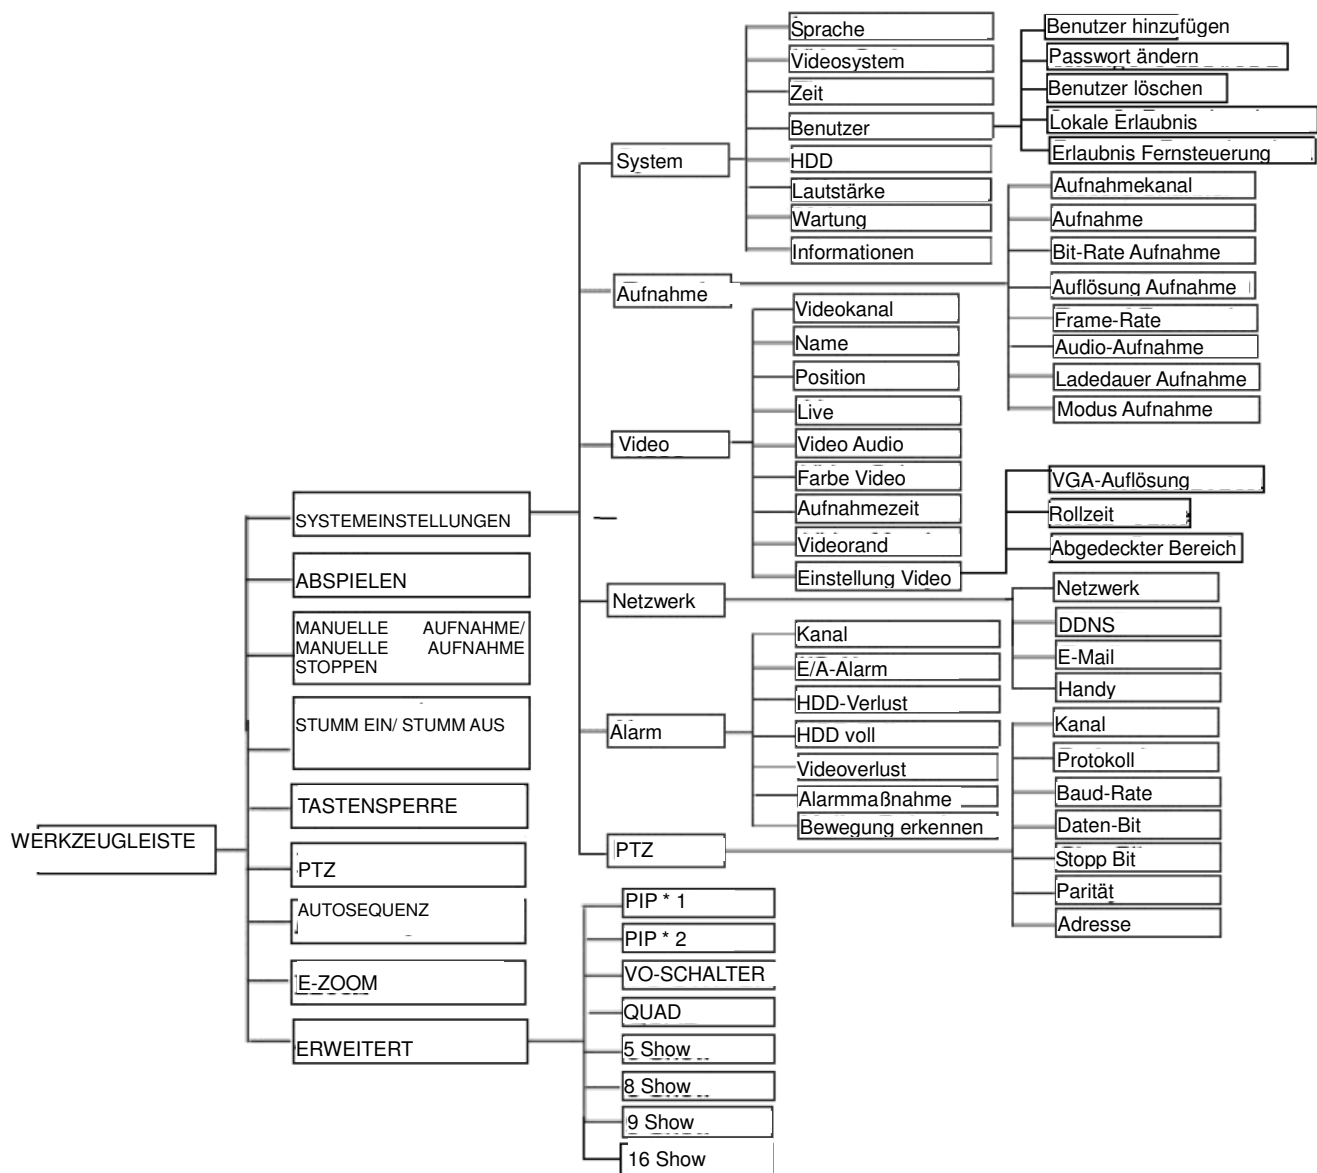 WERKZEUGLEISTE
SYSTEMEINSTELLUNGEN
ABSPIELEN
MANUELLE AUFNAHME/
MANUELLE AUFNAHME
STOPPEN
STUMM EIN/ STUMM AUS
TASTENSPERRE
PTZ
AUTOSEQUENZ
E-ZOOM
ERWEITERT
System
Aufnahme
Video
Netzwerk
Alarm
PTZ
Sprache
Videosystem
Zeit
Benutzer
HDD
Lautstärke
Wartung
Informationen
Benutzer hinzufügen
Passwort ändern
Benutzer löschen
Lokale Erlaubnis
Erlaubnis Fernsteuerung
Aufnahmekanal
Aufnahme
Bit-Rate Aufnahme
Auflösung Aufnahme
Frame-Rate
Audio-Aufnahme
Ladedauer Aufnahme
Modus Aufnahme
Videokanal
Name
Position
Live
Video Audio
Farbe Video
Aufnahmezeit
Videorand
Einstellung Video
VGA-Auflösung
Rollzeit
Abgedeckter Bereich
Netzwerk
DDNS
E-Mail
Handy
Kanal
E/A-Alarm
HDD-Verlust
HDD voll
Videoverlust
Alarmmaßnahme
Bewegung erkennen
Kanal
Protokoll
Baud-Rate
Daten-Bit
Stopp Bit
Parität
Adresse
PIP * 1
PIP * 2
VO-SCHALTER
QUAD
5 Show
8 Show
9 Show
16 Show